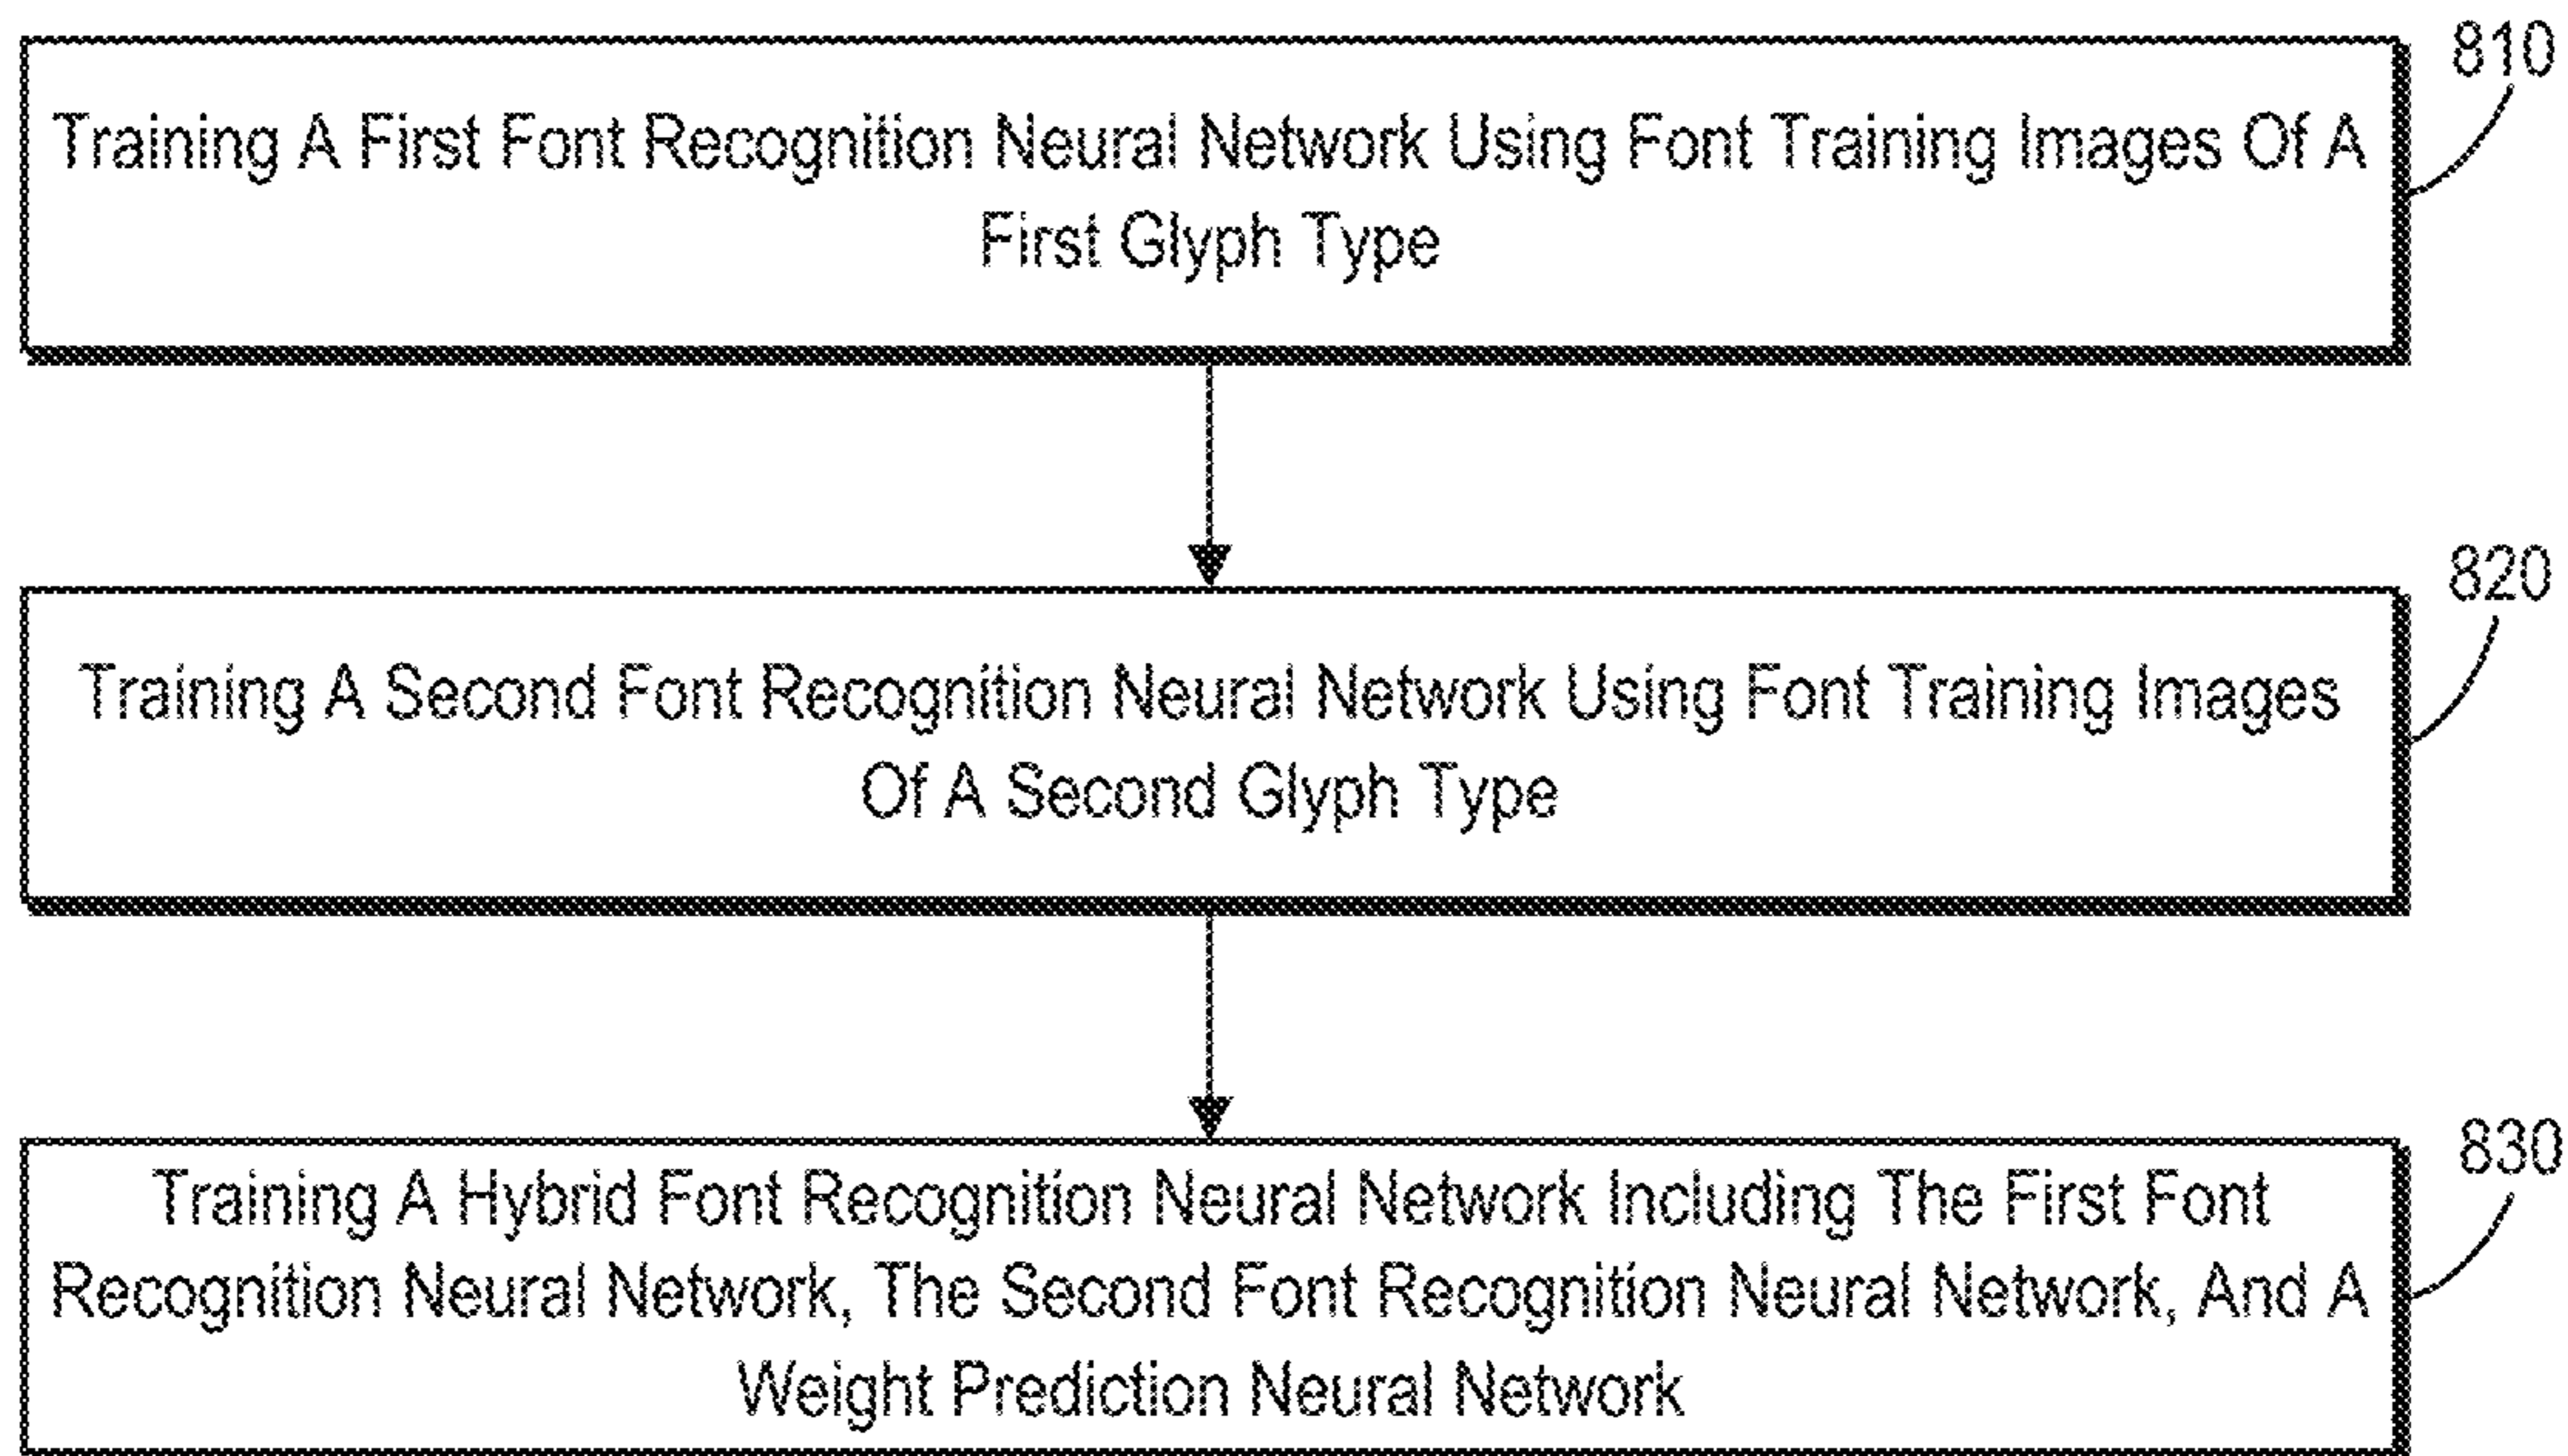 810
Training A First Font Recognition Neural Network Using Font Training Images Of A
First Glyph Type
820
Training A Second Font Recognition Neural Network Using Font Training Images
Of A Second Glyph Type
830
Training A Hybrid Font Recognition Neural Network Including The First Font
Recognition Neural Network, The Second Font Recognition Neural Network, And A
Weight Prediction Neural Network